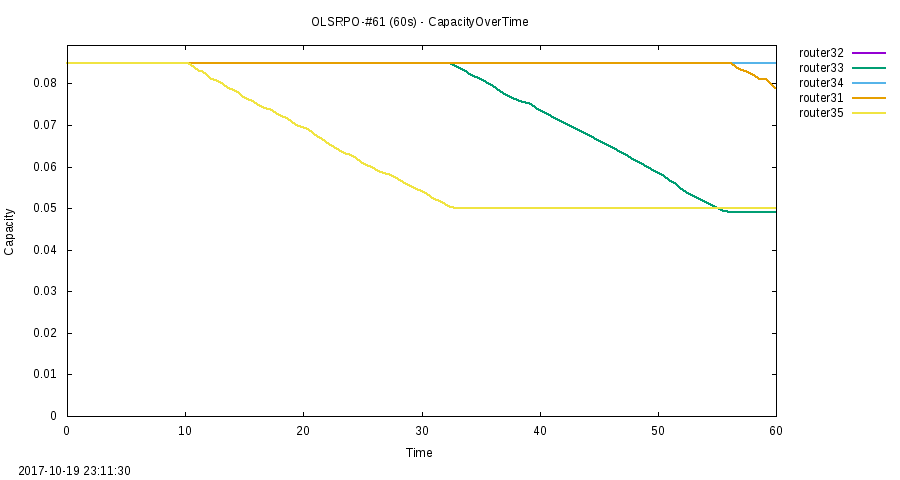 OLSRPO-#61 (60s) - CapacityOverTime
router32
router33
router34
router31
router35
0.08
0.07
0.06
0.05
0.04
0.03
0.02
0.01
0
Capacity
0 10 20 30 40 50 60
Time
2017-10-19 23:11:30